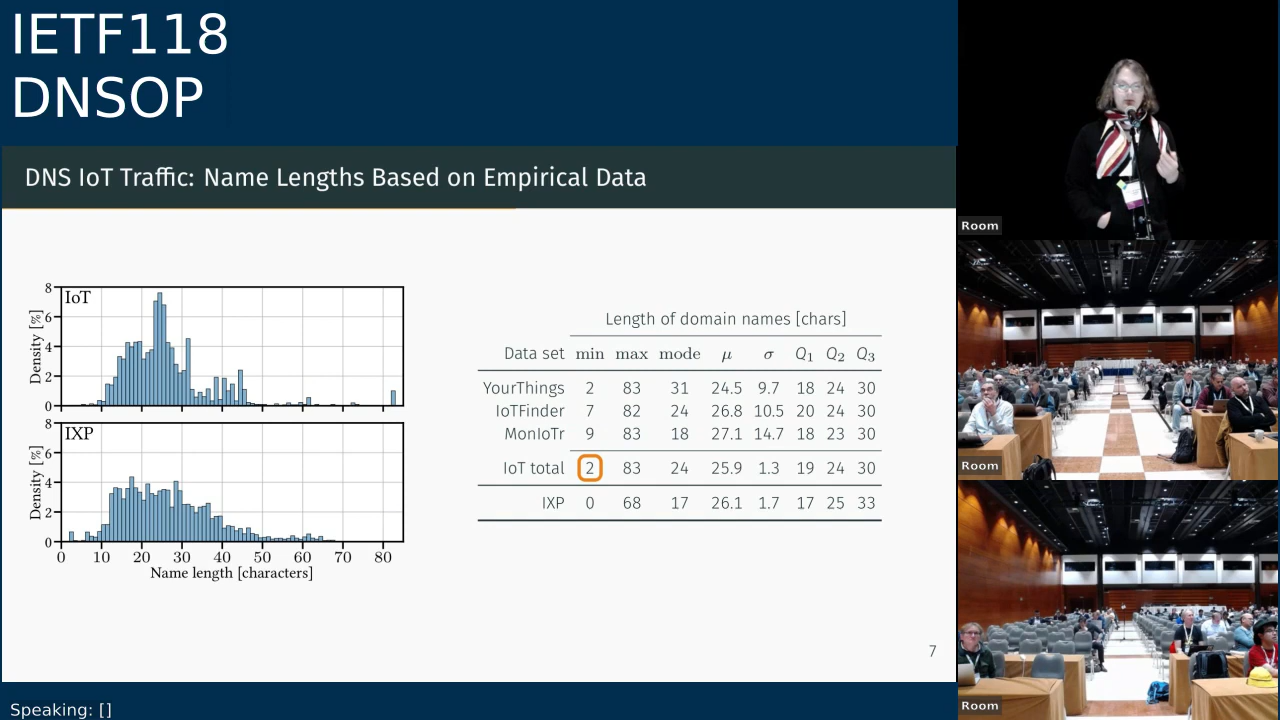 IETF118
DNSOP
DNS IoT Traffic: Name Lengths Based on Empirical Data
IoT
Density [%]
8
6
4
2
0
IXP
Density [%]
8
6
4
2
0
0 10 20 30 40 50 60 70 80
Name length [characters]
Length of domain names [chars]
Data set min max mode μ σ Q1 Q2 Q3
YourThings 2 83 31 24.5 9.7 18 24 30
IoTFinder 7 82 24 26.8 10.5 20 24 30
MonIoTr 9 83 18 27.1 14.7 18 23 30
IoT total 2 83 24 25.9 1.3 19 24 30
IXP 0 68 17 26.1 1.7 17 25 33
7
Speaking: []
Room
Room
Room